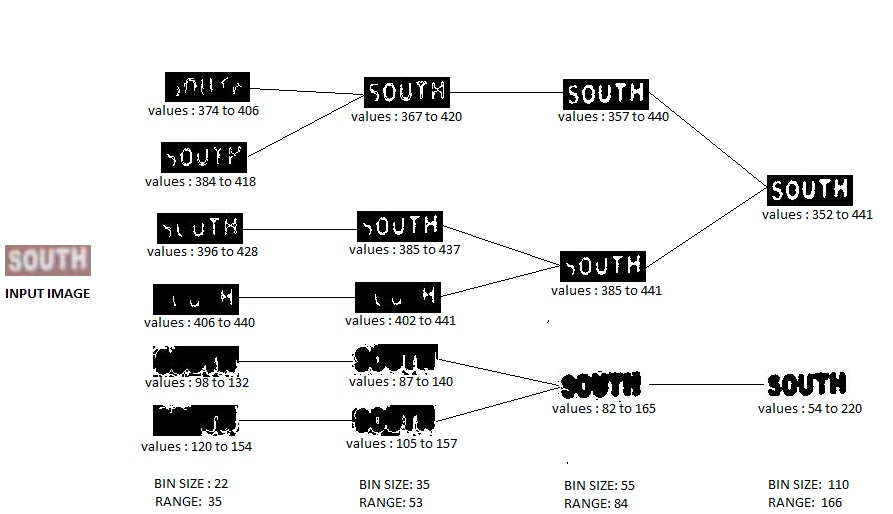 SOUTH
values : 374 to 406
SOUTH
values : 367 to 420
SOUTH
values : 357 to 440
SOUTH
values : 384 to 418
SOUTH
values : 352 to 441
SOUTH
values : 396 to 428
SOUTH
values : 385 to 437
SOUTH
INPUT IMAGE
SOUTH
values : 385 to 441
values : 406 to 440
values : 402 to 441
values : 98 to 132
SOUTH
values : 87 to 140
SOUTH
values : 82 to 165
SOUTH
values : 54 to 220
values : 120 to 154
SOUTH
values : 105 to 157
BIN SIZE : 22
RANGE: 35
BIN SIZE: 35
RANGE: 53
BIN SIZE: 55
RANGE: 84
BIN SIZE: 110
RANGE: 166